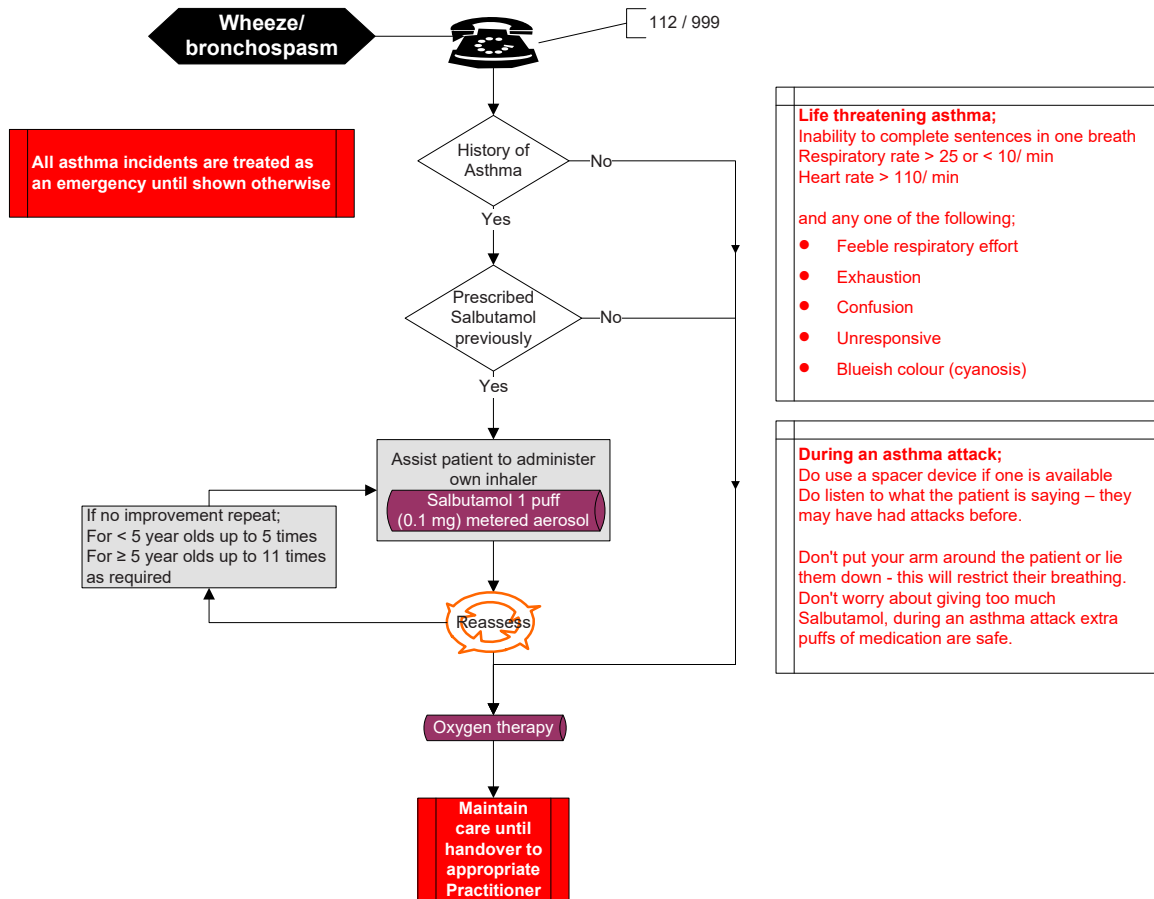 Wheeze/
bronchospasm
112 / 999
All asthma incidents are treated as
an emergency until shown otherwise
History of
Asthma
No
Yes
Prescribed
Salbutamol
previously
No
Yes
Assist patient to administer
own inhaler
Salbutamol 1 puff
(0.1 mg) metered aerosol
If no improvement repeat;
For < 5 year olds up to 5 times
For ≥ 5 year olds up to 11 times
as required
Reassess
Oxygen therapy
Maintain
care until
handover to
appropriate
Practitioner
Life threatening asthma;
Inability to complete sentences in one breath
Respiratory rate > 25 or < 10/ min
Heart rate > 110/ min
and any one of the following;
● Feeble respiratory effort
● Exhaustion
● Confusion
● Unresponsive
● Blueish colour (cyanosis)
During an asthma attack;
Do use a spacer device if one is available
Do listen to what the patient is saying – they
may have had attacks before.
Don't put your arm around the patient or lie
them down - this will restrict their breathing.
Don't worry about giving too much
Salbutamol, during an asthma attack extra
puffs of medication are safe.